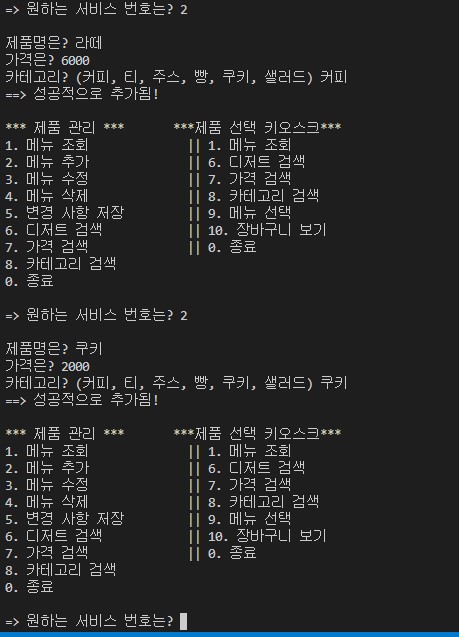 => 원하는 서비스 번호는? 2
제품명은? 라떼
가격은? 6000
카테고리? (커피, 티, 주스, 빵, 쿠키, 샐러드) 커피
==> 성공적으로 추가됨!
*** 제품 관리 *** ***제품 선택 키오스크***
1. 메뉴 조회 || 1. 메뉴 조회
2. 메뉴 추가 || 6. 디저트 검색
3. 메뉴 수정 || 7. 가격 검색
4. 메뉴 삭제 || 8. 카테고리 검색
5. 변경 사항 저장 || 9. 메뉴 선택
6. 디저트 검색 || 10. 장바구니 보기
7. 가격 검색 || 0. 종료
8. 카테고리 검색
0. 종료
=> 원하는 서비스 번호는? 2
제품명은? 쿠키
가격은? 2000
카테고리? (커피, 티, 주스, 빵, 쿠키, 샐러드) 쿠키
==> 성공적으로 추가됨!
*** 제품 관리 *** ***제품 선택 키오스크***
1. 메뉴 조회 || 1. 메뉴 조회
2. 메뉴 추가 || 6. 디저트 검색
3. 메뉴 수정 || 7. 가격 검색
4. 메뉴 삭제 || 8. 카테고리 검색
5. 변경 사항 저장 || 9. 메뉴 선택
6. 디저트 검색 || 10. 장바구니 보기
7. 가격 검색 || 0. 종료
8. 카테고리 검색
0. 종료
=> 원하는 서비스 번호는?